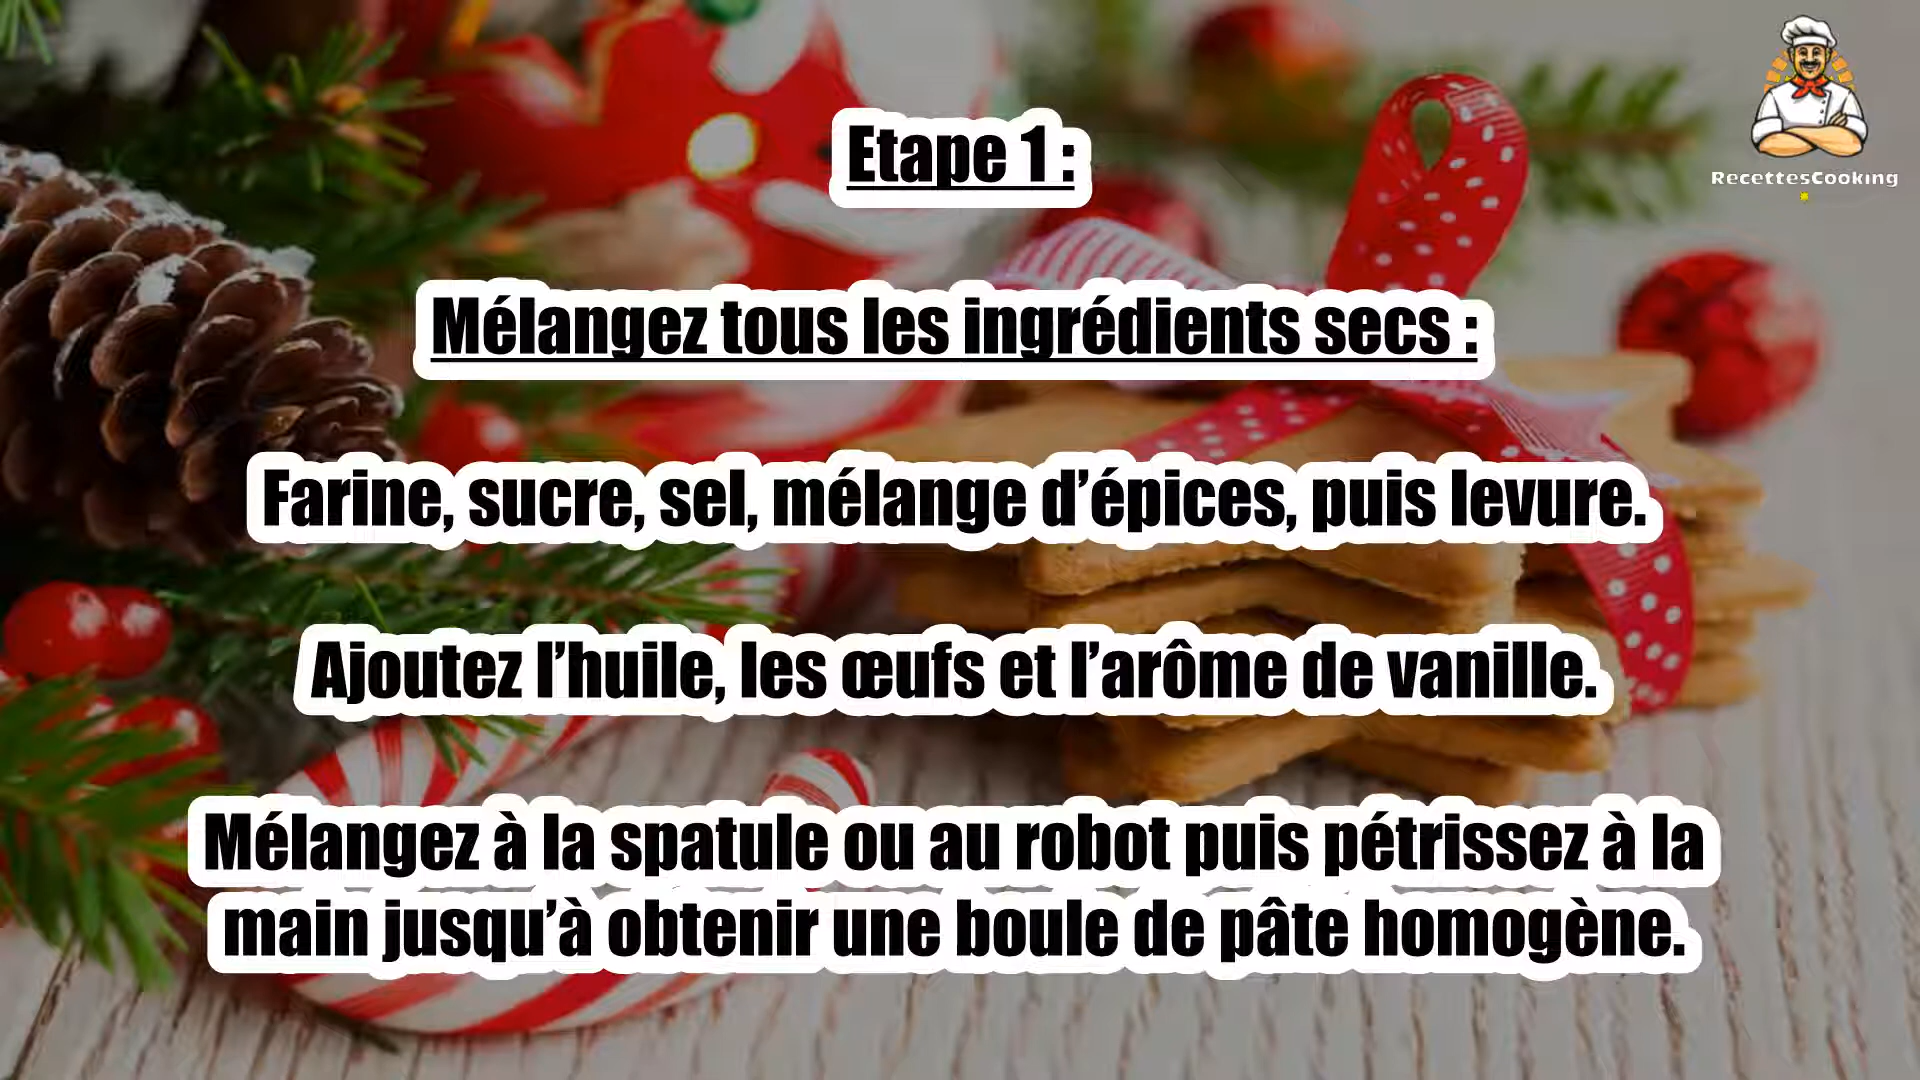 RecettesCooking
Etape 1 :
Mélangez tous les ingrédients secs :
Farine, sucre, sel, mélange d’épices, puis levure.
Ajoutez l’huile, les œufs et l’arôme de vanille.
Mélangez à la spatule ou au robot puis pétrissez à la
main jusqu’à obtenir une boule de pâte homogène.